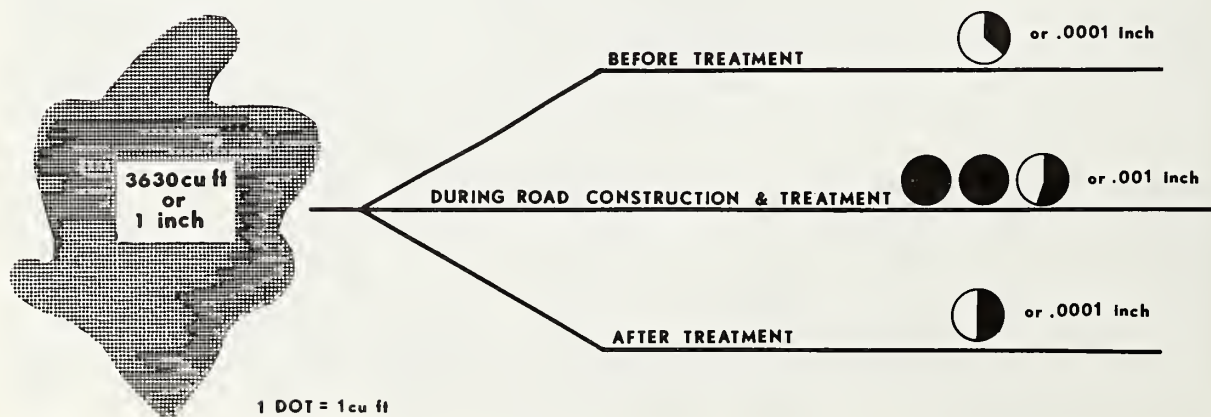 3630 cu ft
or
1 inch
1 DOT = 1 cu ft
BEFORE TREATMENT
or .0001 inch
DURING ROAD CONSTRUCTION & TREATMENT
or .001 inch
AFTER TREATMENT
or .0001 inch